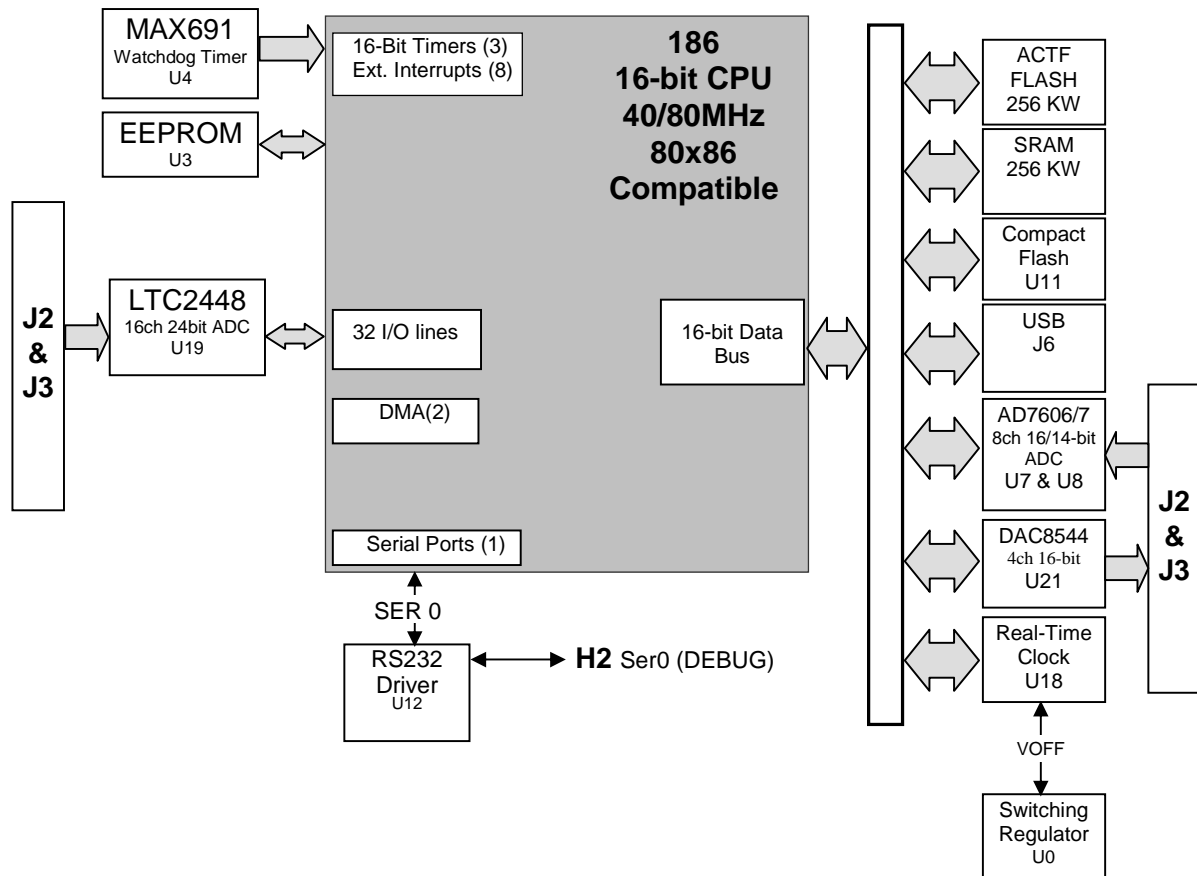 MAX691
Watchdog Timer
U4
EEPROM
U3
J2
&
J3
LTC2448
16ch 24bit ADC
U19
16-Bit Timers (3)
Ext. Interrupts (8)
186
16-bit CPU
40/80MHz
80x86
Compatible
32 I/O lines
DMA(2)
16-bit Data
Bus
Serial Ports (1)
SER 0
RS232
Driver
U12
H2 Ser0 (DEBUG)
ACTF
FLASH
256 KW
SRAM
256 KW
Compact
Flash
U11
USB
J6
AD7606/7
8ch 16/14-bit
ADC
U7 & U8
DAC8544
4ch 16-bit
U21
Real-Time
Clock
U18
J2
&
J3
VOFF
Switching
Regulator
U0